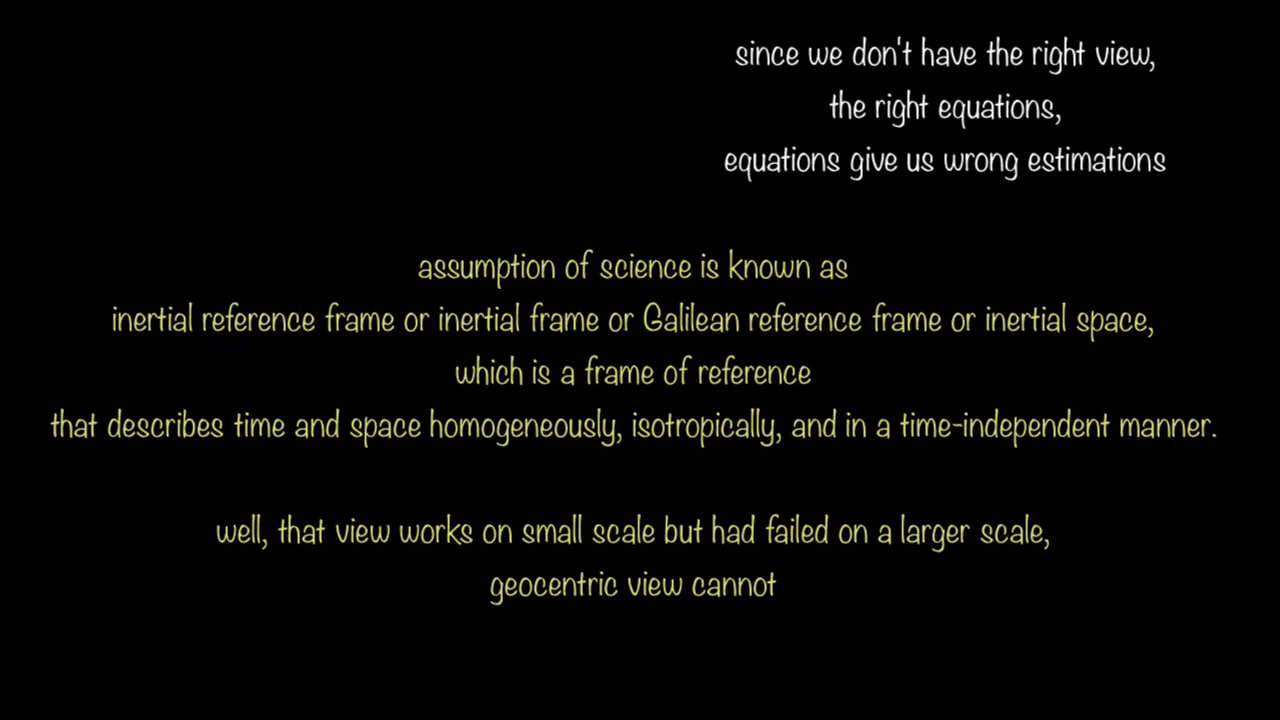 since we don't have the right view,
the right equations,
equations give us wrong estimations
assumption of science is known as
inertial reference frame or inertial frame or Galilean reference frame or inertial space,
which is a frame of reference
that describes time and space homogeneously, isotropically, and in a time-independent manner.
well, that view works on small scale but had failed on a larger scale,
geocentric view cannot